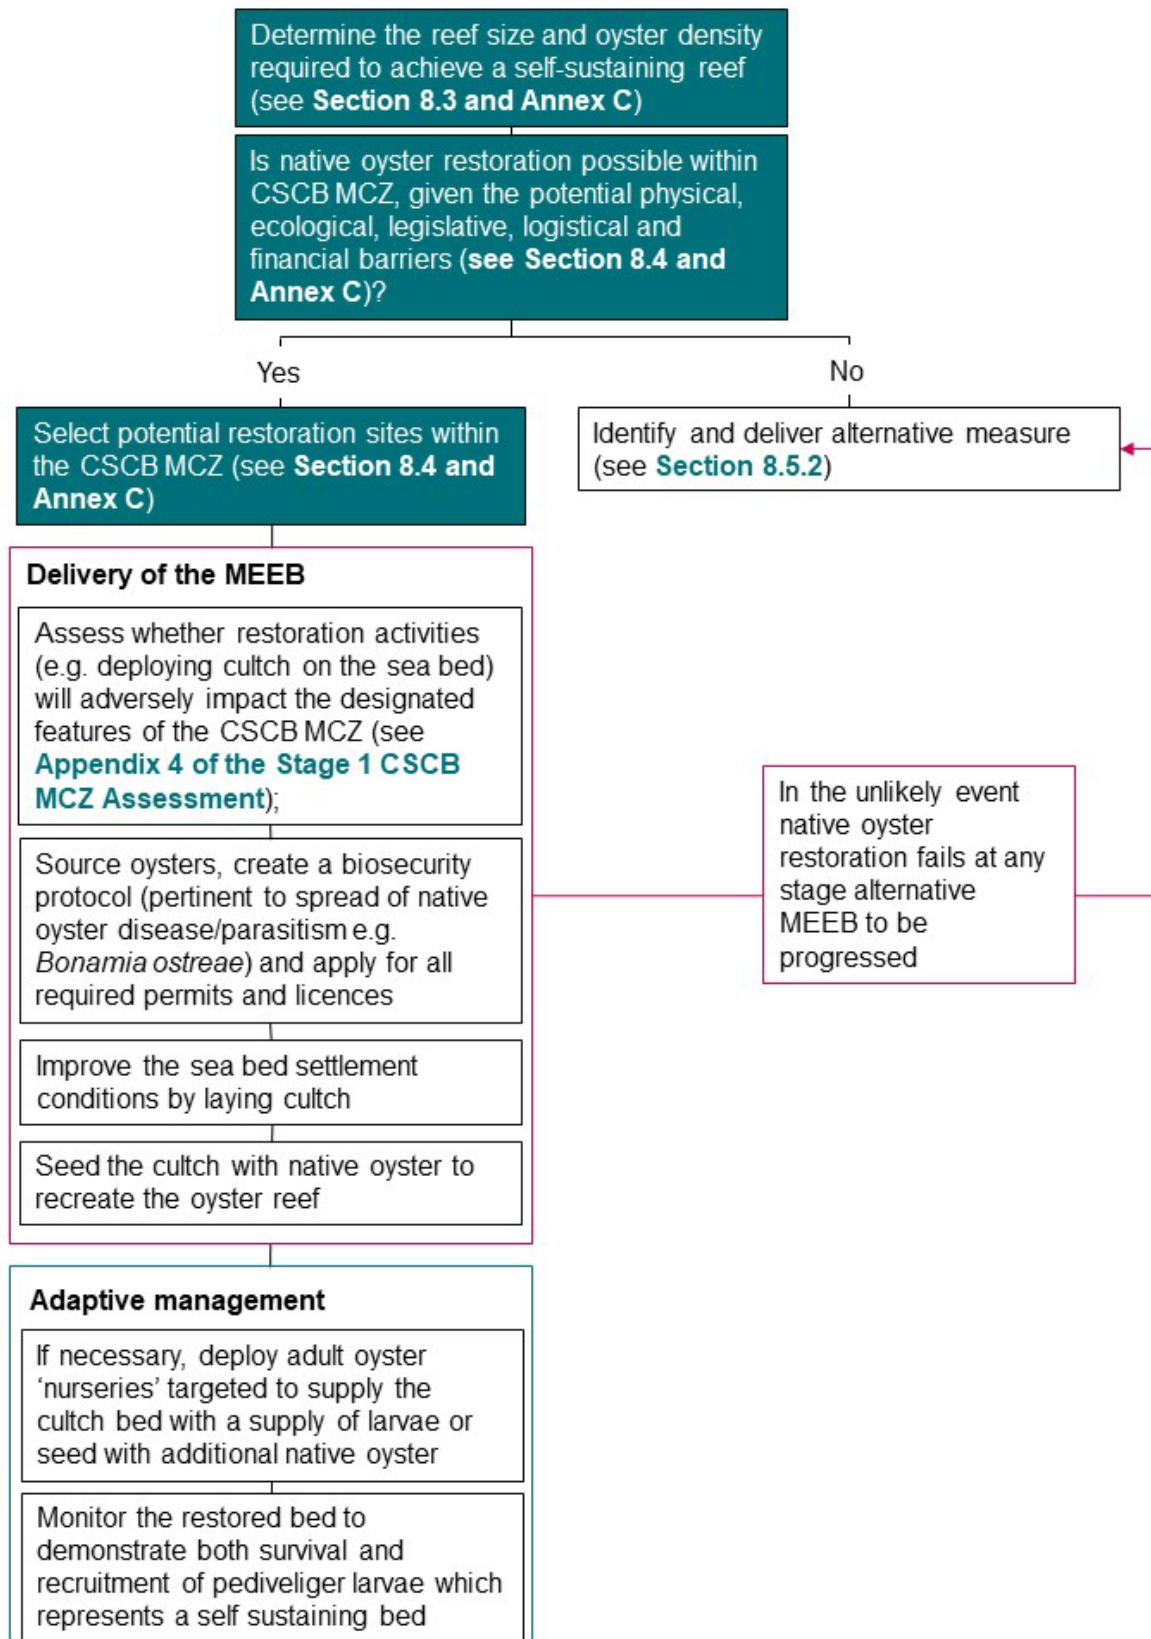 Determine the reef size and oyster density
required to achieve a self-sustaining reef
(see Section 8.3 and Annex C)
Is native oyster restoration possible within
CSCB MCZ, given the potential physical,
ecological, legislative, logistical and
financial barriers (see Section 8.4 and
Annex C)?
Yes
No
Select potential restoration sites within
the CSCB MCZ (see Section 8.4 and
Annex C)
Identify and deliver alternative measure
(see Section 8.5.2)
Delivery of the MEEB
Assess whether restoration activities
(e.g. deploying cultch on the sea bed)
will adversely impact the designated
features of the CSCB MCZ (see
Appendix 4 of the Stage 1 CSCB
MCZ Assessment);
Source oysters, create a biosecurity
protocol (pertinent to spread of native
oyster disease/parasitism e.g.
Bonamia ostreae) and apply for all
required permits and licences
Improve the sea bed settlement
conditions by laying cultch
Seed the cultch with native oyster to
recreate the oyster reef
In the unlikely event
native oyster
restoration fails at any
stage alternative
MEEB to be
progressed
Adaptive management
If necessary, deploy adult oyster
‘nurseries’ targeted to supply the
cultch bed with a supply of larvae or
seed with additional native oyster
Monitor the restored bed to
demonstrate both survival and
recruitment of pediveliger larvae which
represents a self sustaining bed